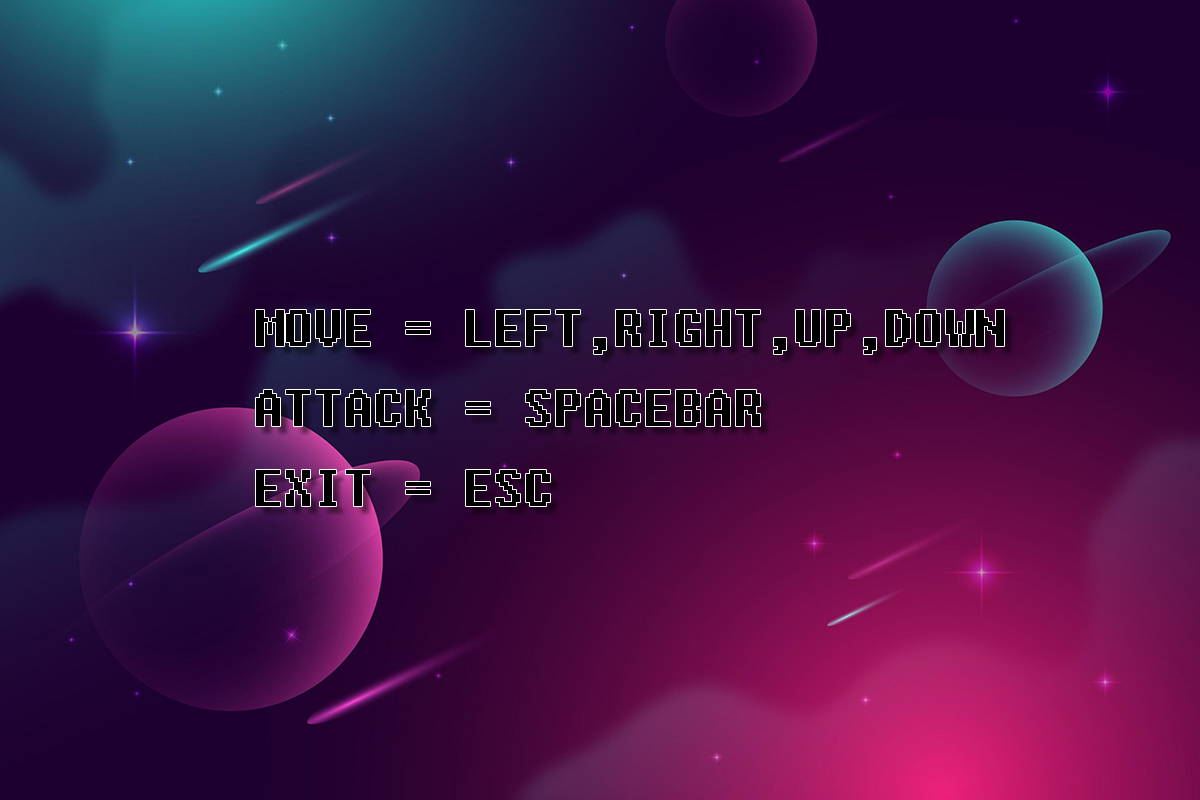 MOVE = LEFT,RIGHT,UP,DOWN
ATTACK = SPACEBAR
EXIT = ESC